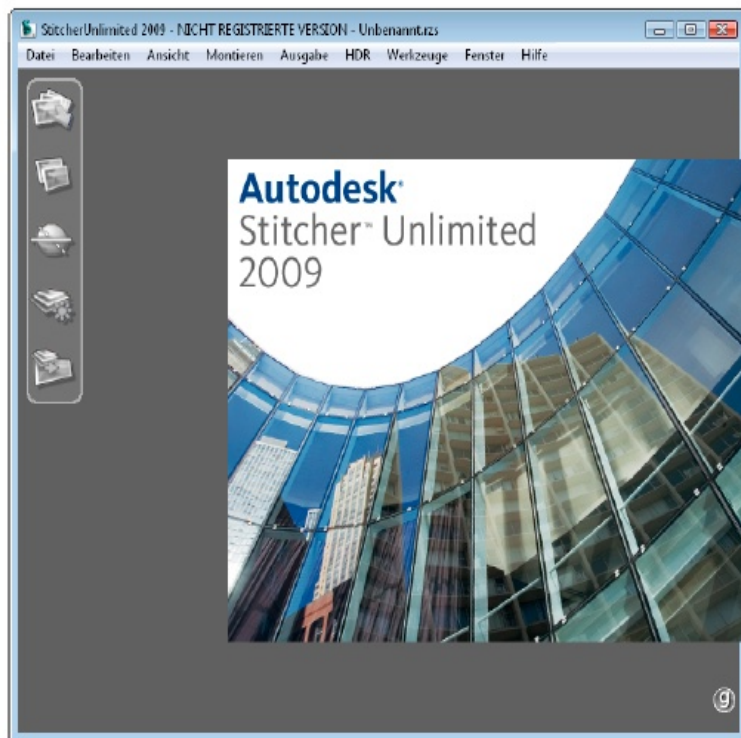 StitcherUnlimited 2009 - NICHT REGISTRIERTE VERSION - Unbenannt.rzs
Datei Bearbeiten Ansicht Montieren Ausgabe HDR Werkzeuge Fenster Hilfe
Autodesk®
Stitcher™ Unlimited
2009
g